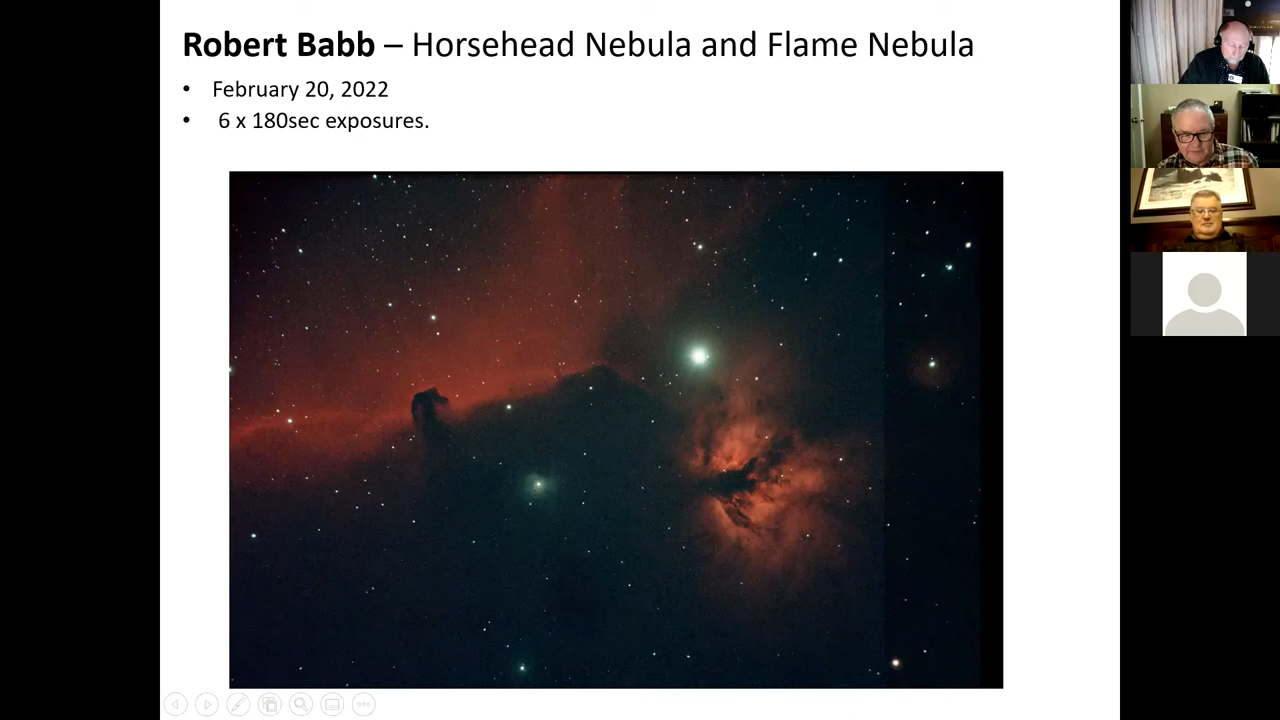 Robert Babb – Horsehead Nebula and Flame Nebula
• February 20, 2022
• 6 x 180sec exposures.